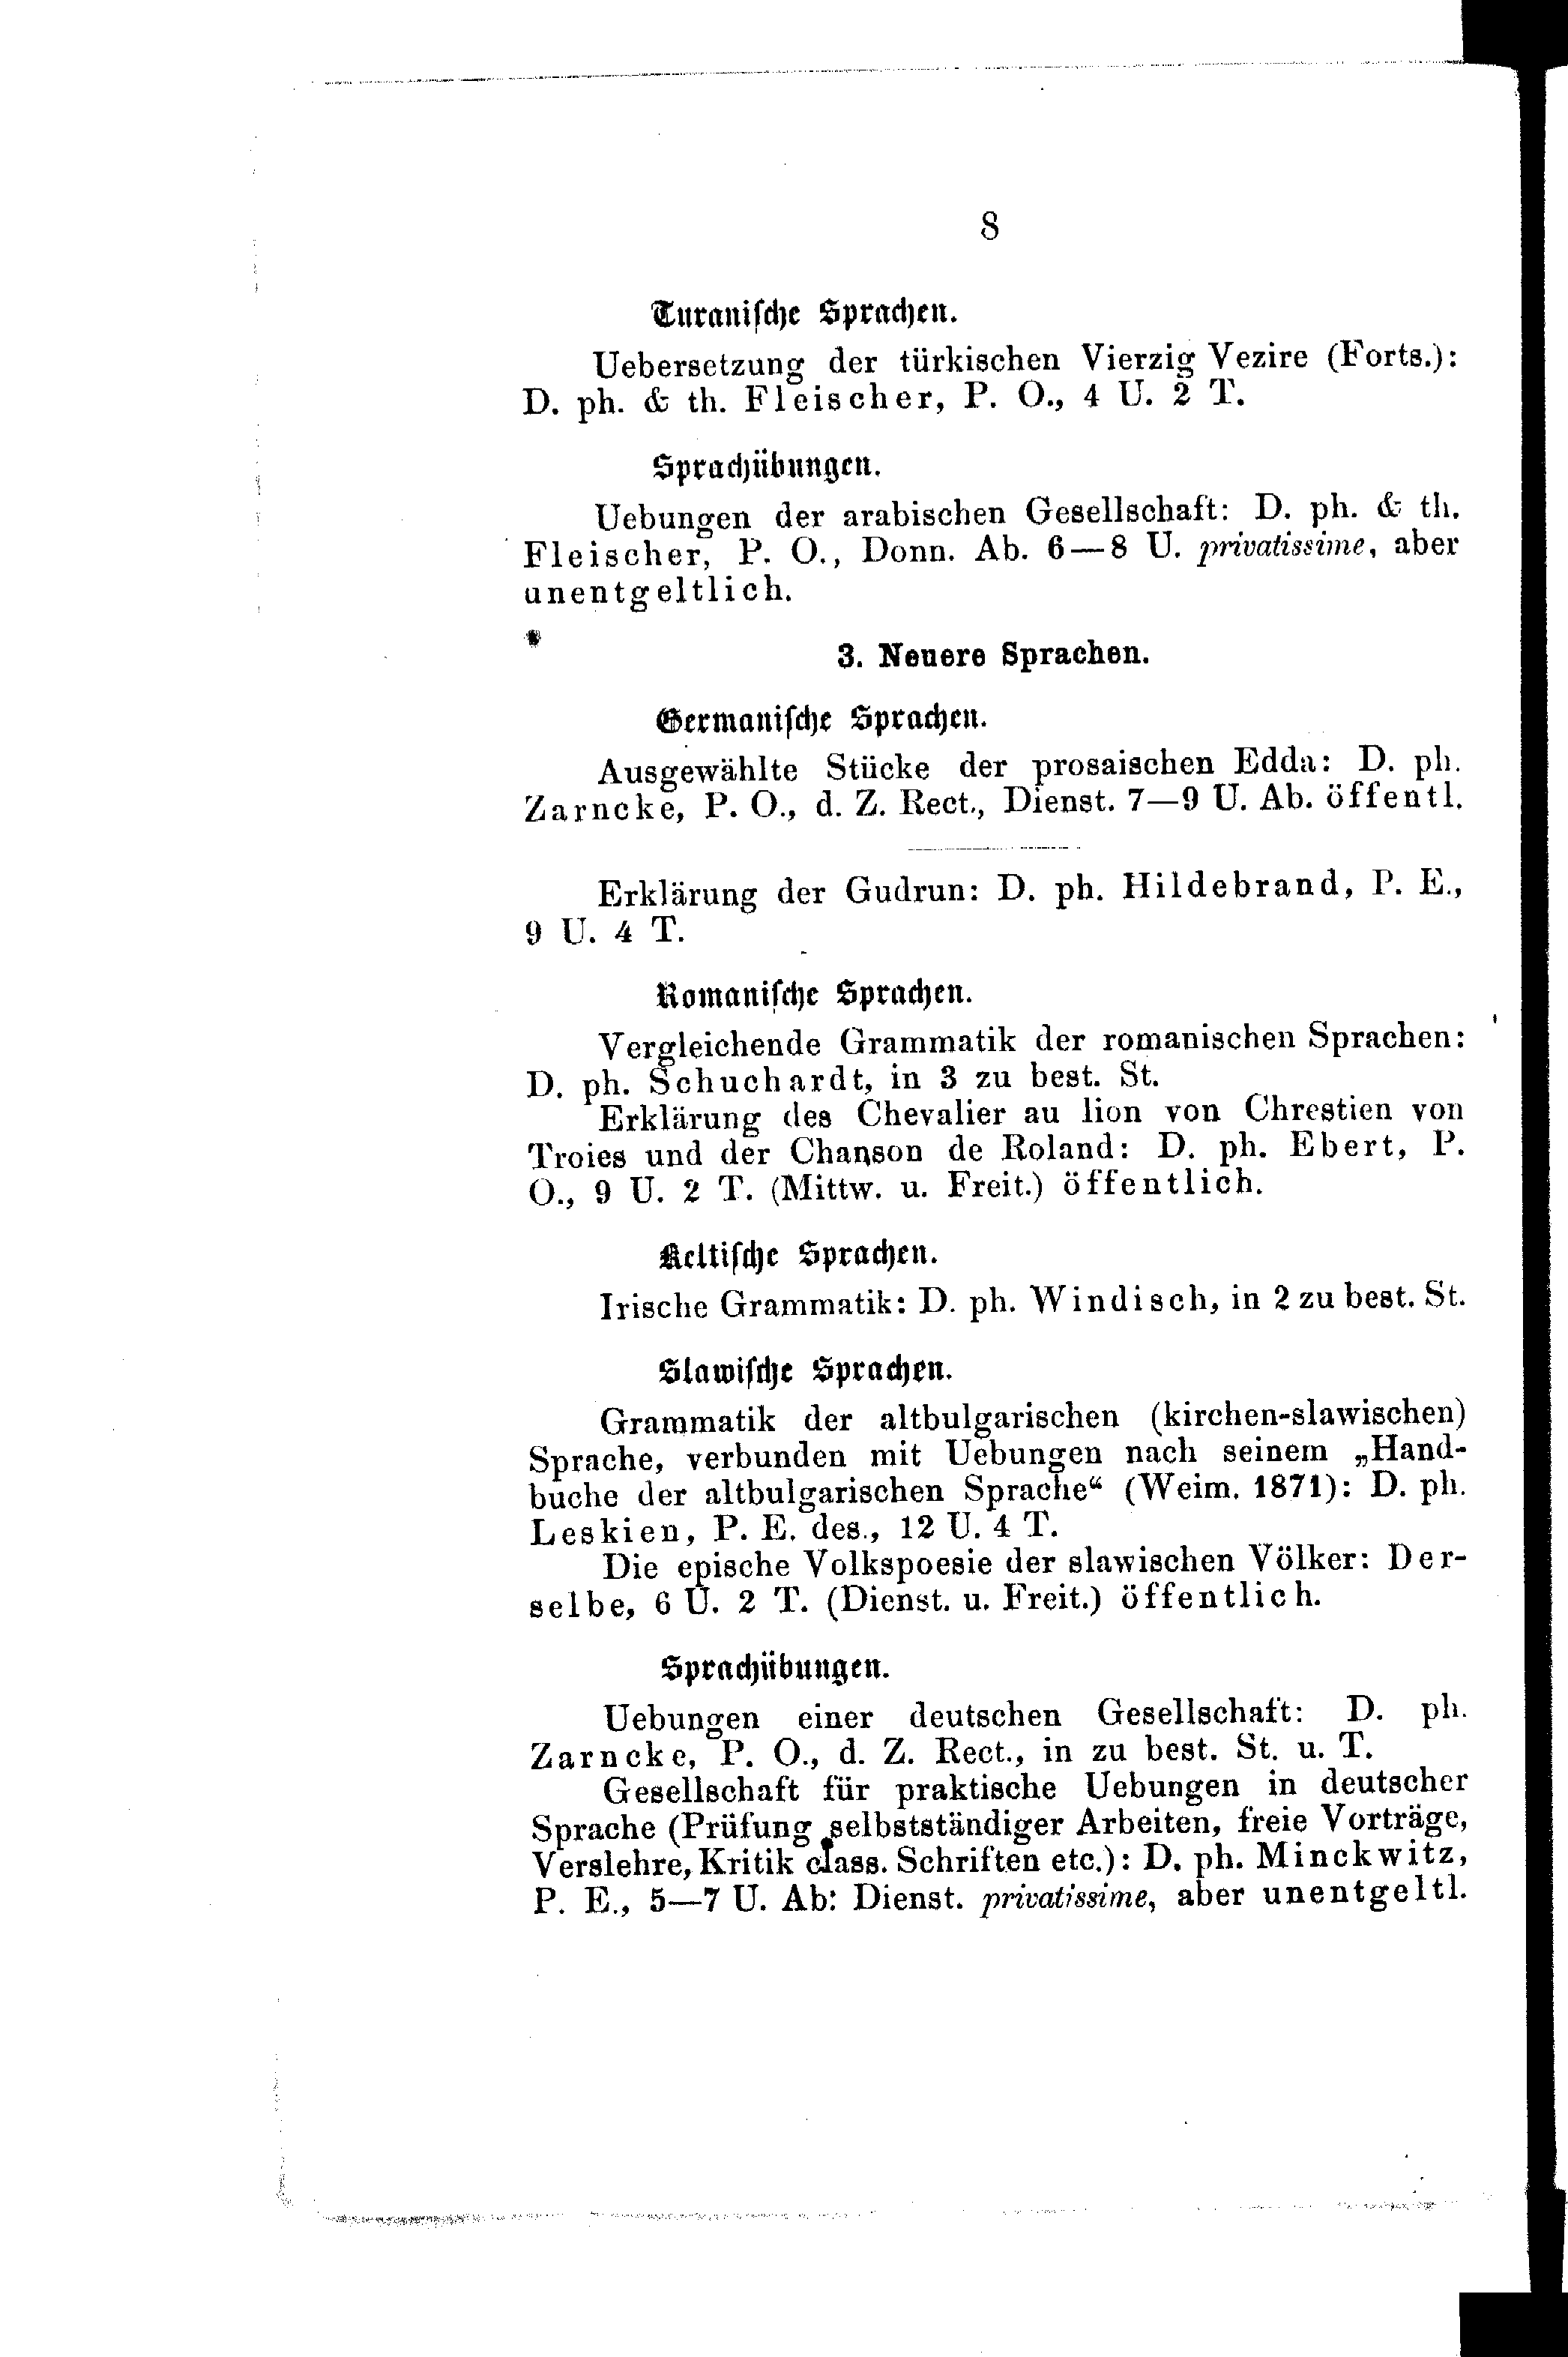 8
Turanische Sprachen.
Uebersetzung der türkischen Vierzig Vezire (Forts.):
D. ph. & th. Fleischer, P. O., 4 U. 2 T.
Sprachübungen.
Uebungen der arabischen Gesellschaft: D. ph. & th.
Fleischer, P. O., Donn. Ab. 6—8 U. privatissime, aber
unentgeltlich.
3. Neuere Sprachen.
Germanische Sprachen.
Ausgewählte Stücke der prosaischen Edda: D. ph.
Zarncke, P. O., d. Z. Rect., Dienst. 7—9 U. Ab. öffentl.
Erklärung der Gudrun: D. ph. Hildebrand, P. E.,
9 U. 4 T.
Romanische Sprachen.
Vergleichende Grammatik der romanischen Sprachen:
D. ph. Schuchardt, in 3 zu best. St.
Erklärung des Chevalier au lion von Chrestien von
Troies und der Chanson de Roland: D. ph. Ebert, P.
O., 9 U. 2 T. (Mittw. u. Freit.) öffentlich.
Keltische Sprachen.
Irische Grammatik: D. ph. Windisch, in 2 zu best. St.
Slawische Sprachen.
Grammatik der altbulgarischen (kirchen-slawischen)
Sprache, verbunden mit Uebungen nach seinem „Hand-
buche der altbulgarischen Sprache“ (Weim. 1871): D. ph.
Leskien, P. E. des., 12 U. 4 T.
Die epische Volkspoesie der slawischen Völker: Der-
selbe, 6 U. 2 T. (Dienst. u. Freit.) öffentlich.
Sprachübungen.
Uebungen einer deutschen Gesellschaft: D. ph.
Zarncke, P. O., d. Z. Rect., in zu best. St. u. T.
Gesellschaft für praktische Uebungen in deutscher
Sprache (Prüfung selbstständiger Arbeiten, freie Vorträge,
Verslehre, Kritik class. Schriften etc.): D. ph. Minckwitz,
P. E., 5—7 U. Ab: Dienst. privatissime, aber unentgeltl.